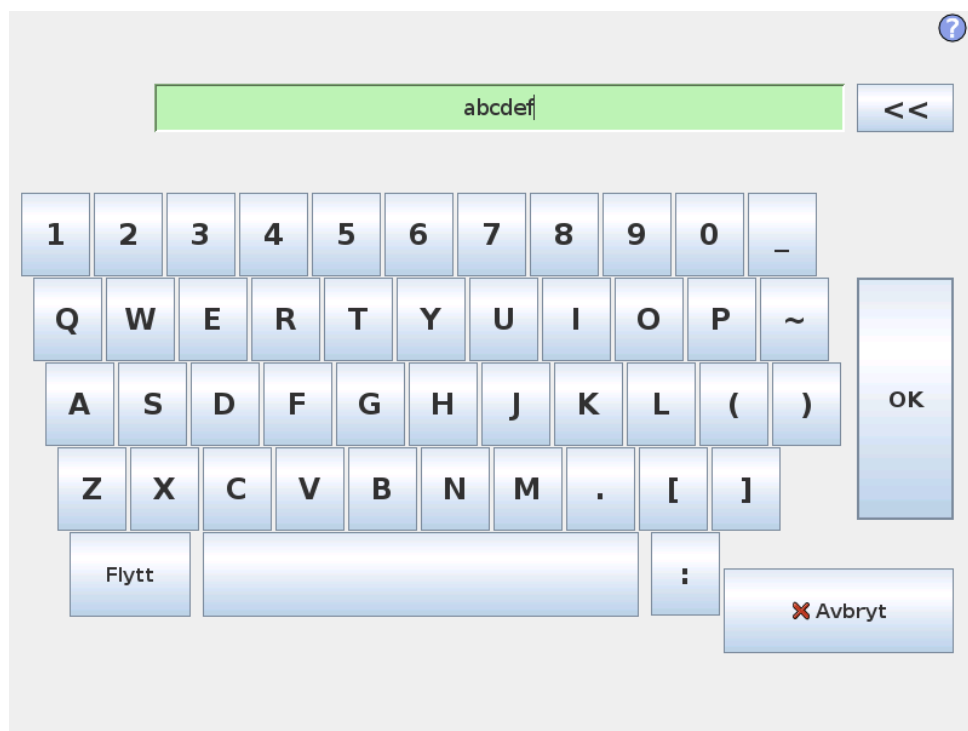 ?
abcdef
<<
1 2 3 4 5 6 7 8 9 0 _
Q W E R T Y U I O P ~
A S D F G H J K L ( )
OK
Z X C V B N M . [ ]
Flytt :
Avbryt